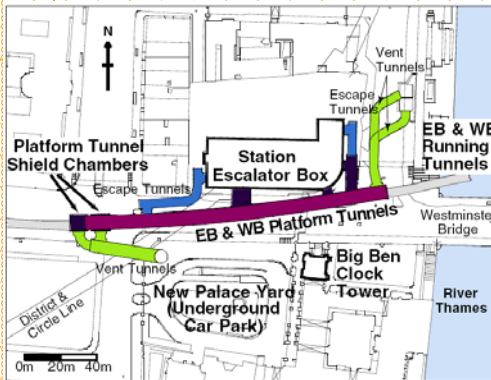 N
Vent
Tunnels
Escape
Tunnels
EB & WB
Running
Tunnels
Platform Tunnel
Shield Chambers
Station
Escalator Box
Escape Tunnels
EB & WB Platform Tunnels
Westminster
Bridge
Vent Tunnels
Big Ben
Clock
Tower
New Palace Yard
(Underground
Car Park)
District &
Circle Line
River
Thames
0m 20m 40m